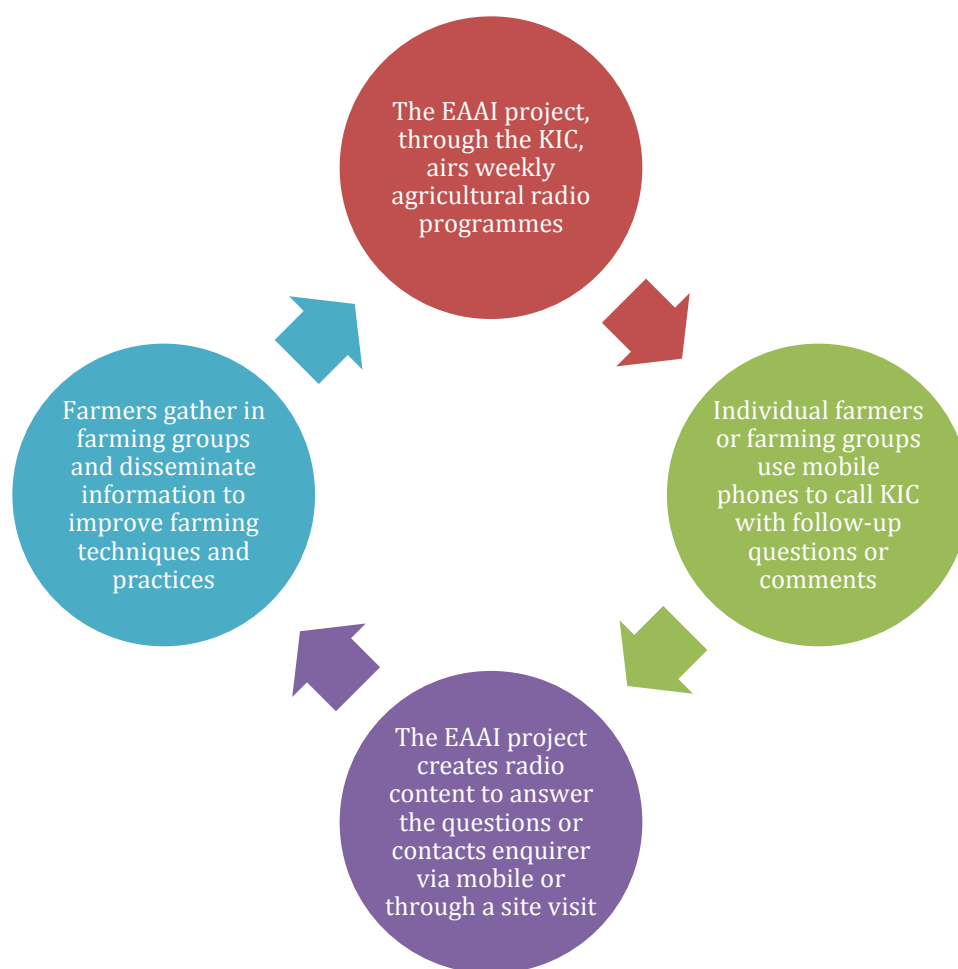 The EAAI project,
through the KIC,
airs weekly
agricultural radio
programmes
Individual farmers
or farming groups
use mobile
phones to call KIC
with follow-up
questions or
comments
The EAAI project
creates radio
content to answer
the questions or
contacts enquirer
via mobile or
through a site visit
Farmers gather in
farming groups
and disseminate
information to
improve farming
techniques and
practices